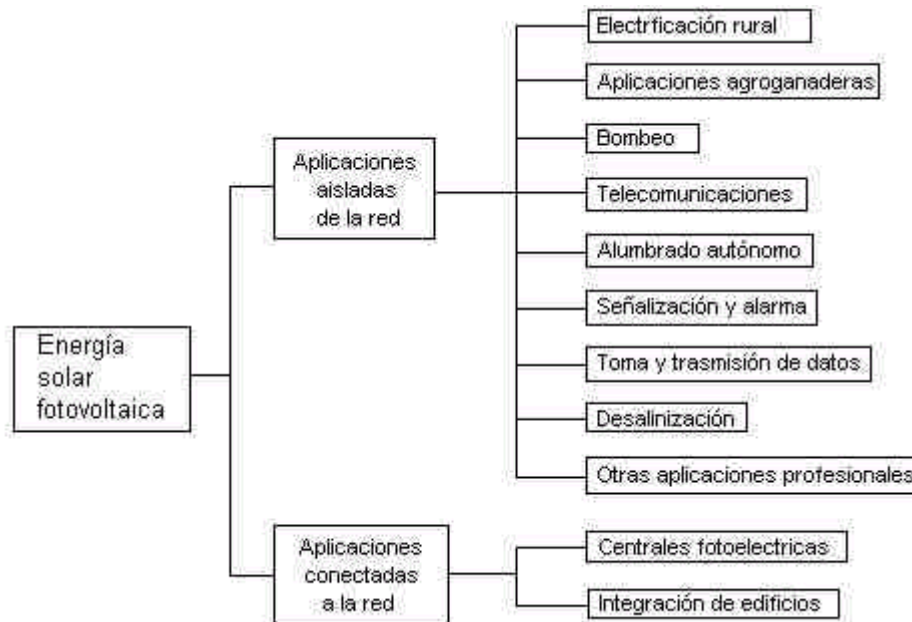 Energía
solar
fotovoltaica
Aplicaciones
aisladas
de la red
Electrficación rural
Aplicaciones agroganaderas
Bombeo
Telecomunicaciones
Alumbrado autónomo
Señalización y alarma
Toma y trasmisión de datos
Desalinización
Otras aplicaciones profesionales
Aplicaciones
conectadas
a la red
Centrales fotoelectricas
Integración de edificios